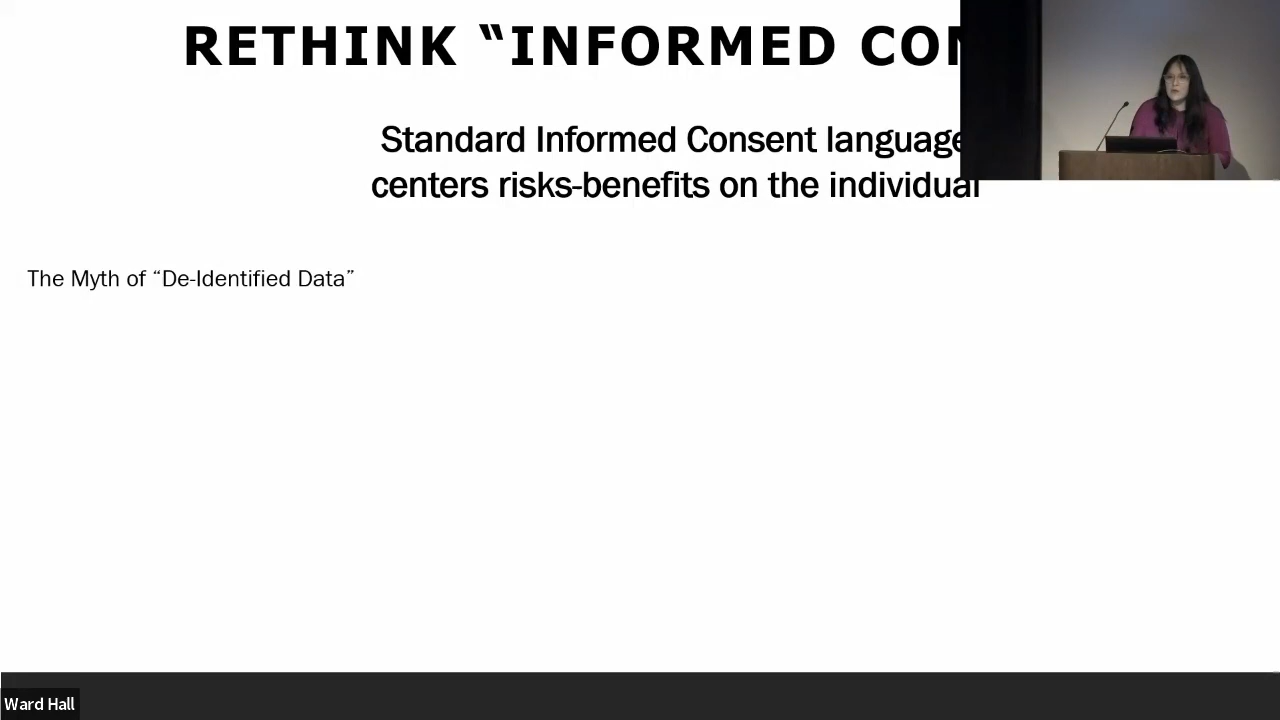 RETHINK “INFORMED CON
Standard Informed Consent language
centers risks-benefits on the individual
The Myth of “De-Identified Data”
Ward Hall